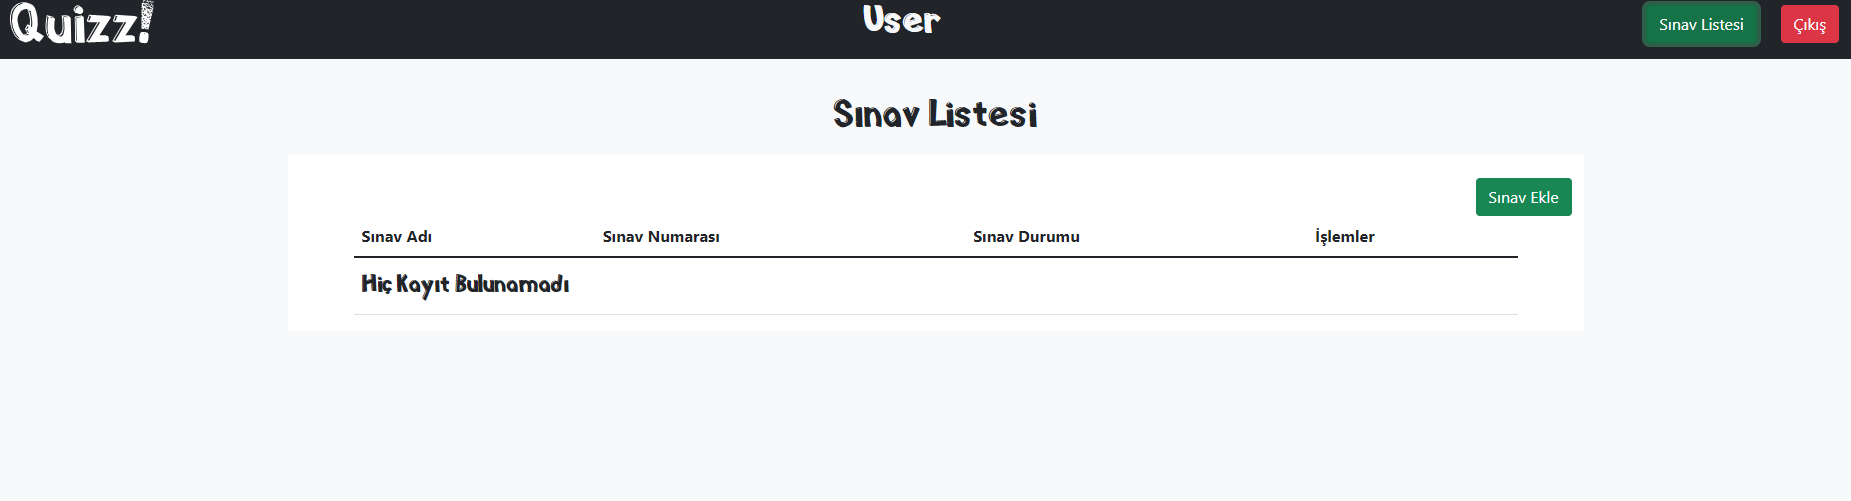 Quizz!
User
Sınav Listesi
Çıkış
Sınav Listesi
Sınav Ekle
Sınav Adı
Sınav Numarası
Sınav Durumu
İşlemler
Hiç Kayıt Bulunamadı